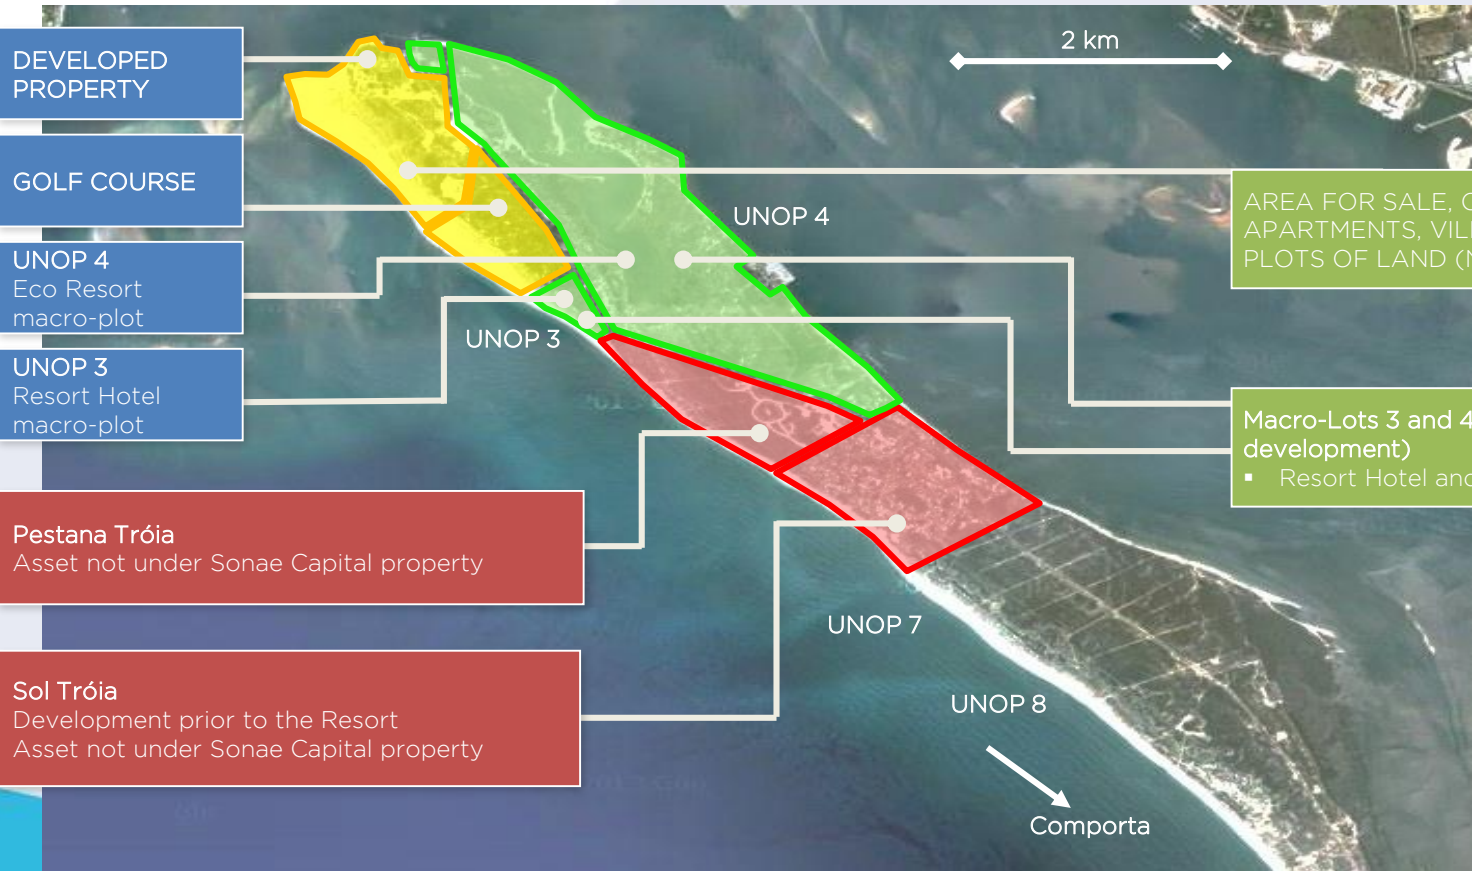 DEVELOPED
PROPERTY
GOLF COURSE
UNOP 4
Eco Resort
macro-plot
UNOP 3
Resort Hotel
macro-plot
Pestana Tróia
Asset not under Sonae Capital property
Sol Tróia
Development prior to the Resort
Asset not under Sonae Capital property
2 km
UNOP 4
UNOP 3
UNOP 7
UNOP 8
Comporta
AREA FOR SALE,
APARTMENTS,
PLOTS OF LAND
Macro-Lots 3 and 4
development)
▪ Resort Hotel and